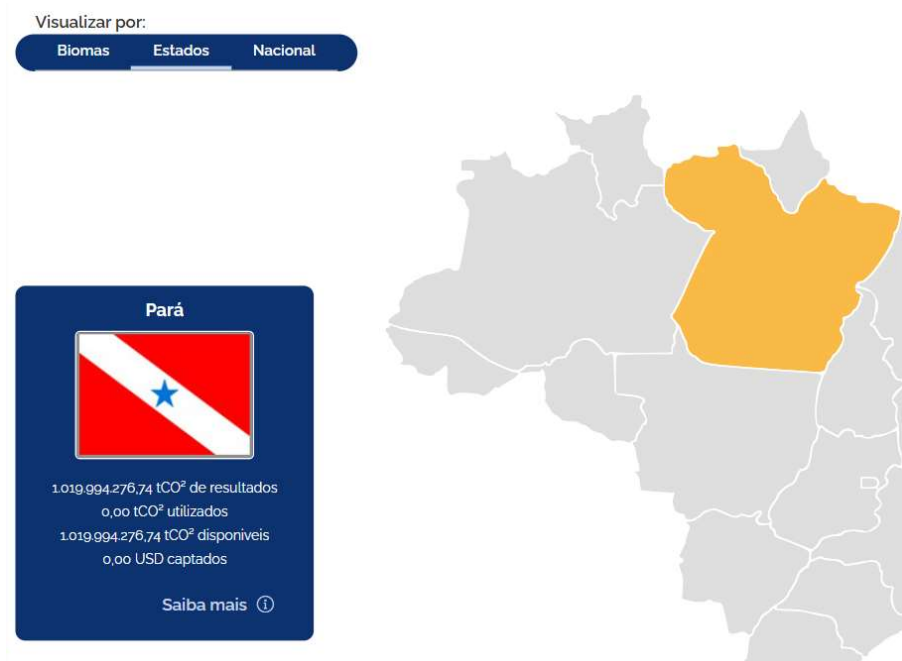 Visualizar por:
Biomas Estados Nacional
Pará
1.019.994.276,74 tCO² de resultados
0,00 tCO² utilizados
1.019.994.276,74 tCO² disponiveis
0,00 USD captados
Saiba mais